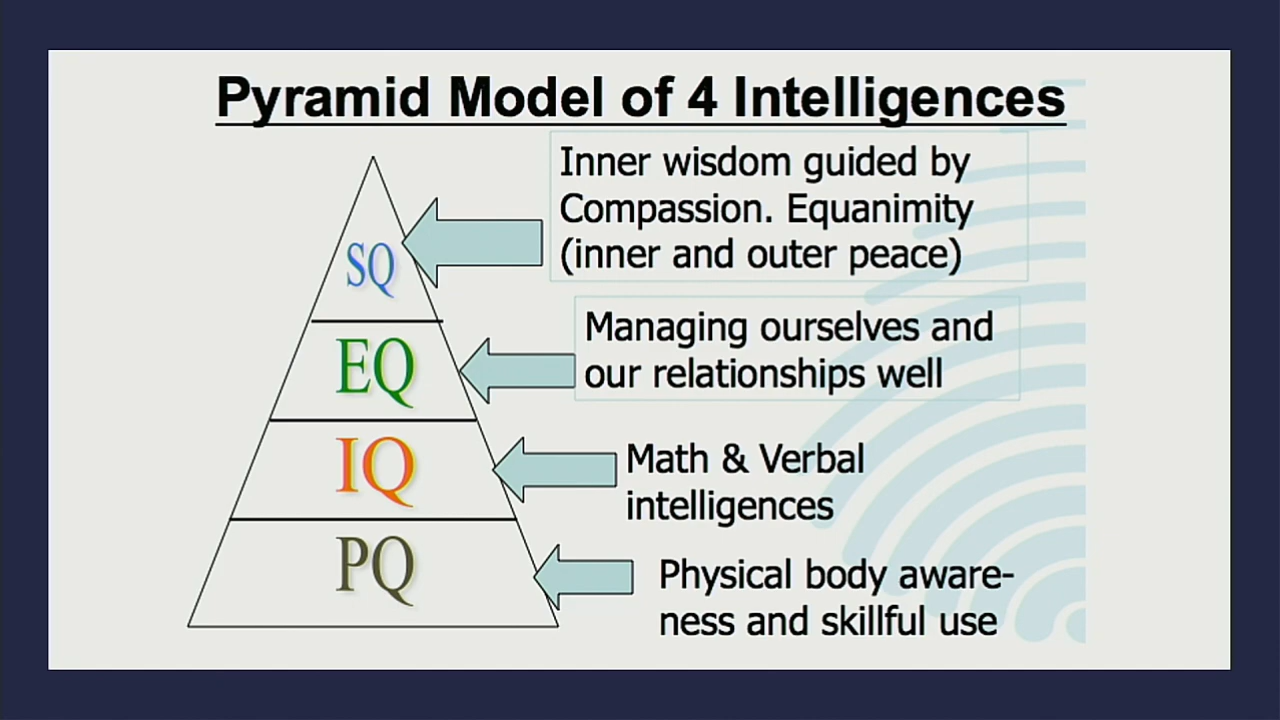 Pyramid Model of 4 Intelligences
SQ
Inner wisdom guided by
Compassion. Equanimity
(inner and outer peace)
EQ
Managing ourselves and
our relationships well
IQ
Math & Verbal
intelligences
PQ
Physical body aware-
ness and skillful use